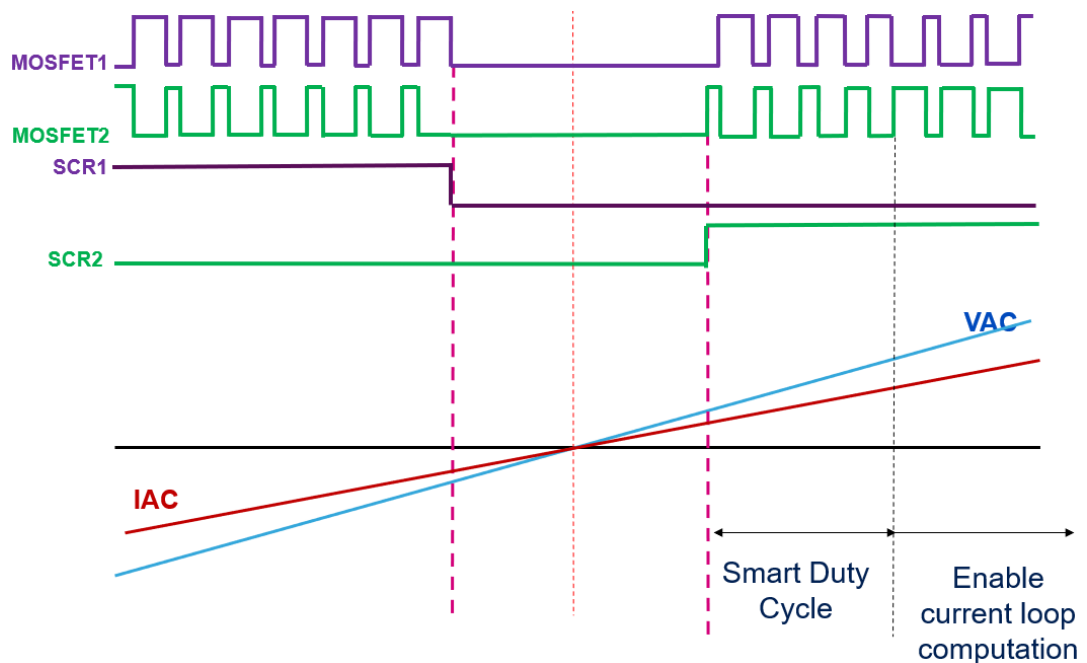 MOSFET1
MOSFET2
SCR1
SCR2
VAC
IAC
Smart Duty
Cycle
Enable
current loop
computation